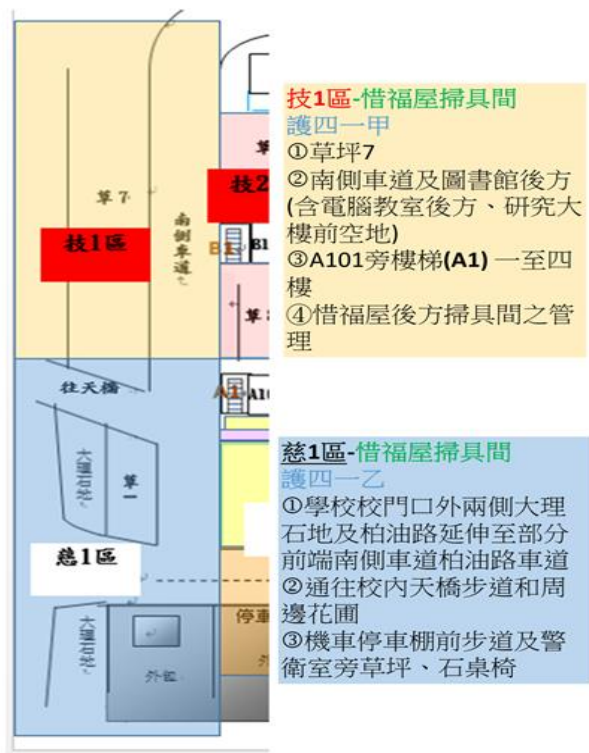 草7
南側車道
技1區
技2
B1
B1
A1
往天橋
草一
慈1區
停車
外包
技1區-惜福屋掃具間
護四一甲
①草坪7
②南側車道及圖書館後方
(含電腦教室後方、研究大
樓前空地)
③A101旁樓梯(A1) 一至四
樓
④惜福屋後方掃具間之管
理
慈1區-惜福屋掃具間
護四一乙
①學校校門口外兩側大理
石地及柏油路延伸至部分
前端南側車道柏油路車道
②通往校內天橋步道和周
邊花圃
③機車停車棚前步道及警
衛室旁草坪、石桌椅